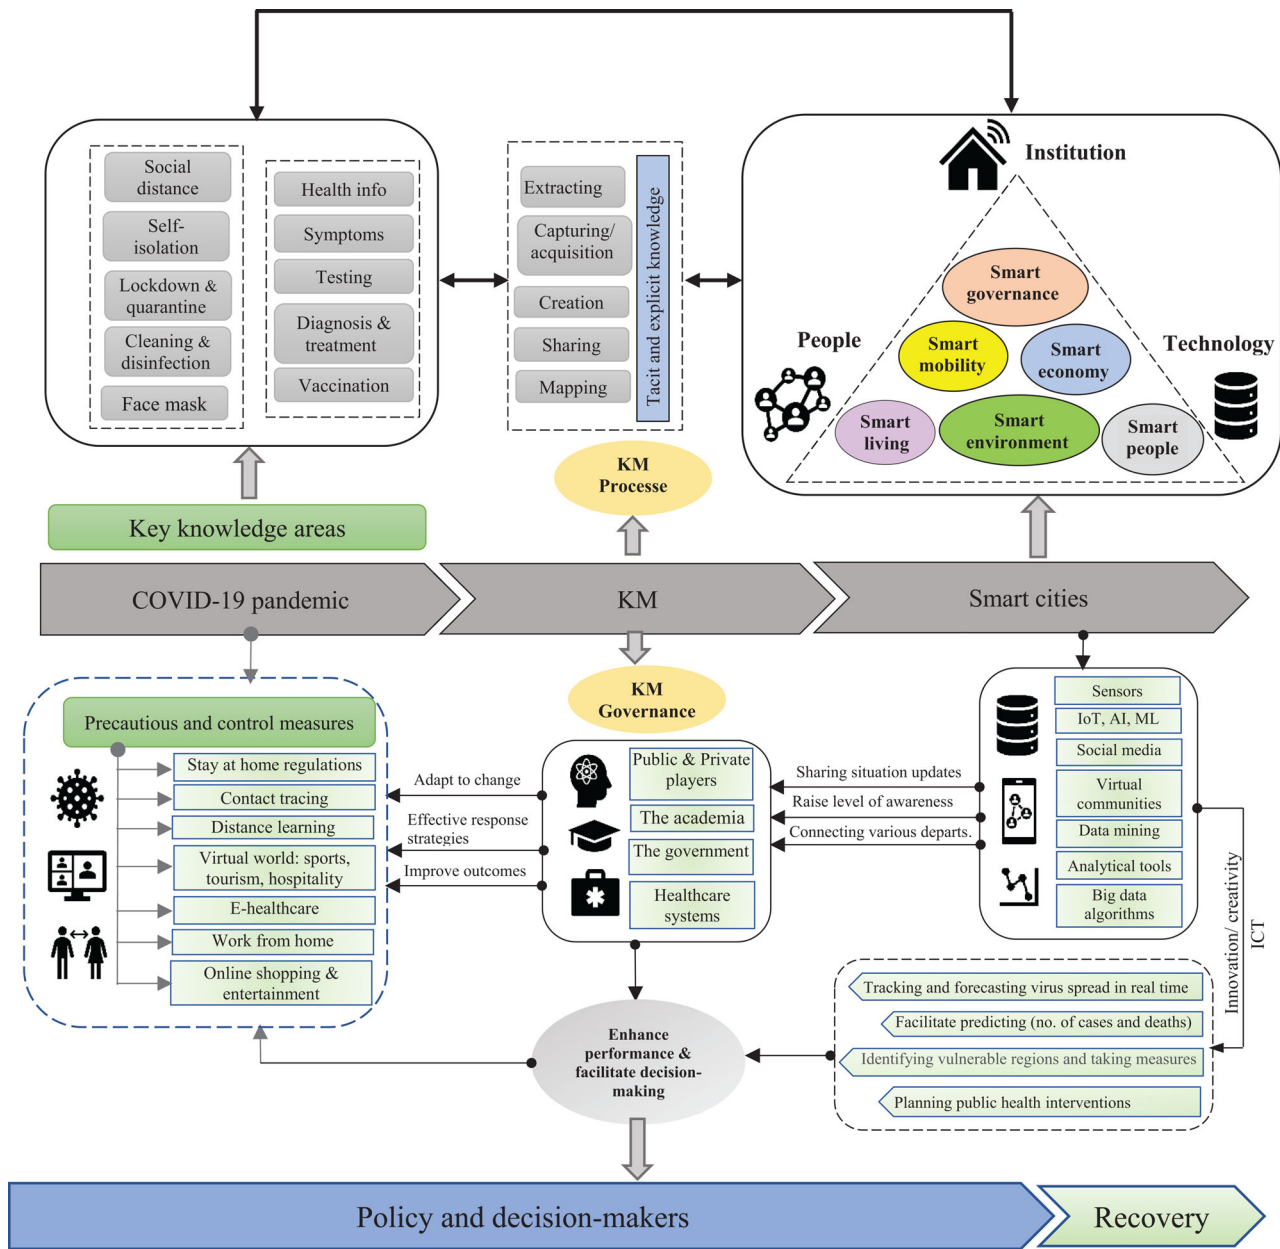 Social
distance
Self-
isolation
Lockdown &
quarantine
Cleaning &
disinfection
Face mask
Health info
Symptoms
Testing
Diagnosis &
treatment
Vaccination
Extracting
Capturing/
acquisition
Creation
Sharing
Mapping
Tacit and explicit knowledge
Institution
People
Technology
Smart
governance
Smart
mobility
Smart
economy
Smart
living
Smart
environment
Smart
people
Key knowledge areas
KM
Processe
COVID-19 pandemic
KM
Smart cities
KM
Governance
Precautious and control measures
Stay at home regulations
Contact tracing
Distance learning
Virtual world: sports,
tourism, hospitality
E-healthcare
Work from home
Online shopping &
entertainment
Adapt to change
Effective response
strategies
Improve outcomes
Public & Private
players
The academia
The government
Healthcare
systems
Sharing situation updates
Raise level of awareness
Connecting various departs.
Sensors
IoT, AI, ML
Social media
Virtual
communities
Data mining
Analytical tools
Big data
algorithms
Innovation/ creativity
ICT
Tracking and forecasting virus spread in real time
Facilitate predicting (no. of cases and deaths)
Identifying vulnerable regions and taking measures
Planning public health interventions
Enhance
performance &
facilitate decision-
making
Policy and decision-makers
Recovery